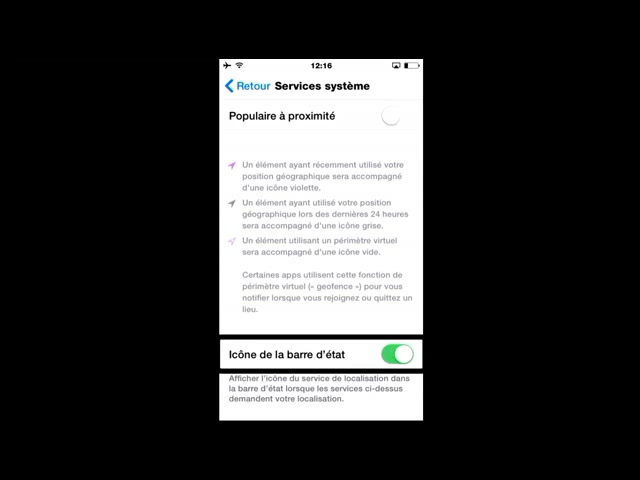 12:16
Retour Services système
Populaire à proximité
Un élément ayant récemment utilisé votre
position géographique sera accompagné
d'une icône violette.
Un élément ayant utilisé votre position
géographique lors des dernières 24 heures
sera accompagné d'une icône grise.
Un élément utilisant un périmètre virtuel
sera accompagné d'une icône vide.
Certaines apps utilisent cette fonction de
périmètre virtuel (« geofence ») pour vous
notifier lorsque vous rejoignez ou quittez un
lieu.
Icône de la barre d'état
Afficher l'icône du service de localisation dans
la barre d'état lorsque les services ci-dessus
demandent votre localisation.